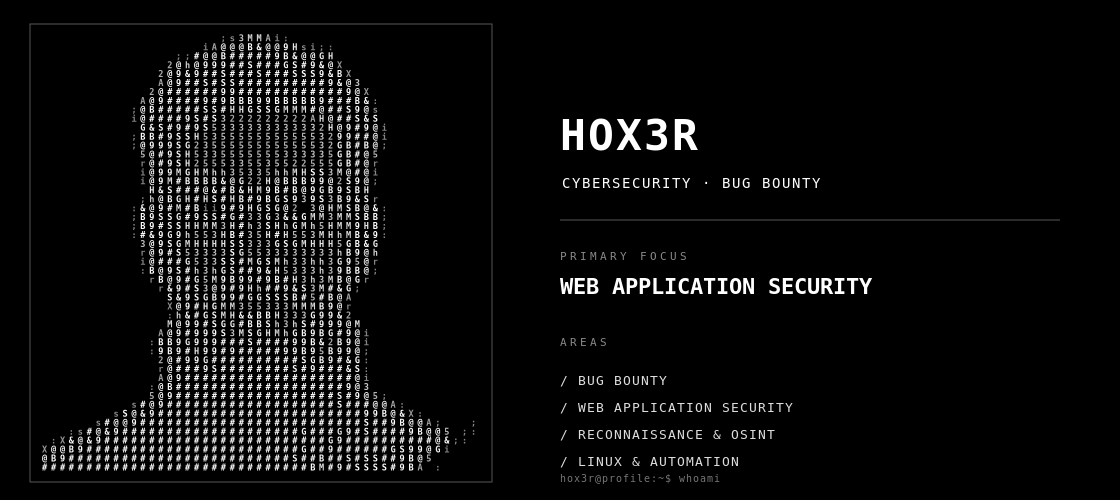 HOX3R
CYBERSECURITY · BUG BOUNTY
PRIMARY FOCUS
WEB APPLICATION SECURITY
AREAS
/ BUG BOUNTY
/ WEB APPLICATION SECURITY
/ RECONNAISSANCE & OSINT
/ LINUX & AUTOMATION
hox3r@profile:~$ whoami